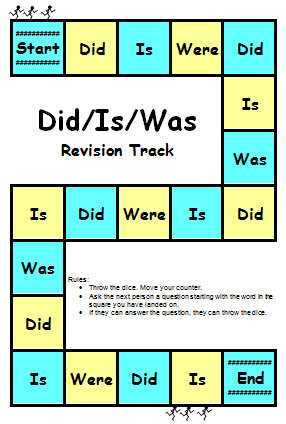 ##########
Start Did Is Were Did
##########
Is
Did/Is/Was
Revision Track
Was
Is Did Were Is Did
Was
Rules:
• Throw the dice. Move your counter.
• Ask the next person a question starting with the word in the
square you have landed on.
• If they can answer the question, they can throw the dice.
Did
##########
Is Were Did Is End
##########